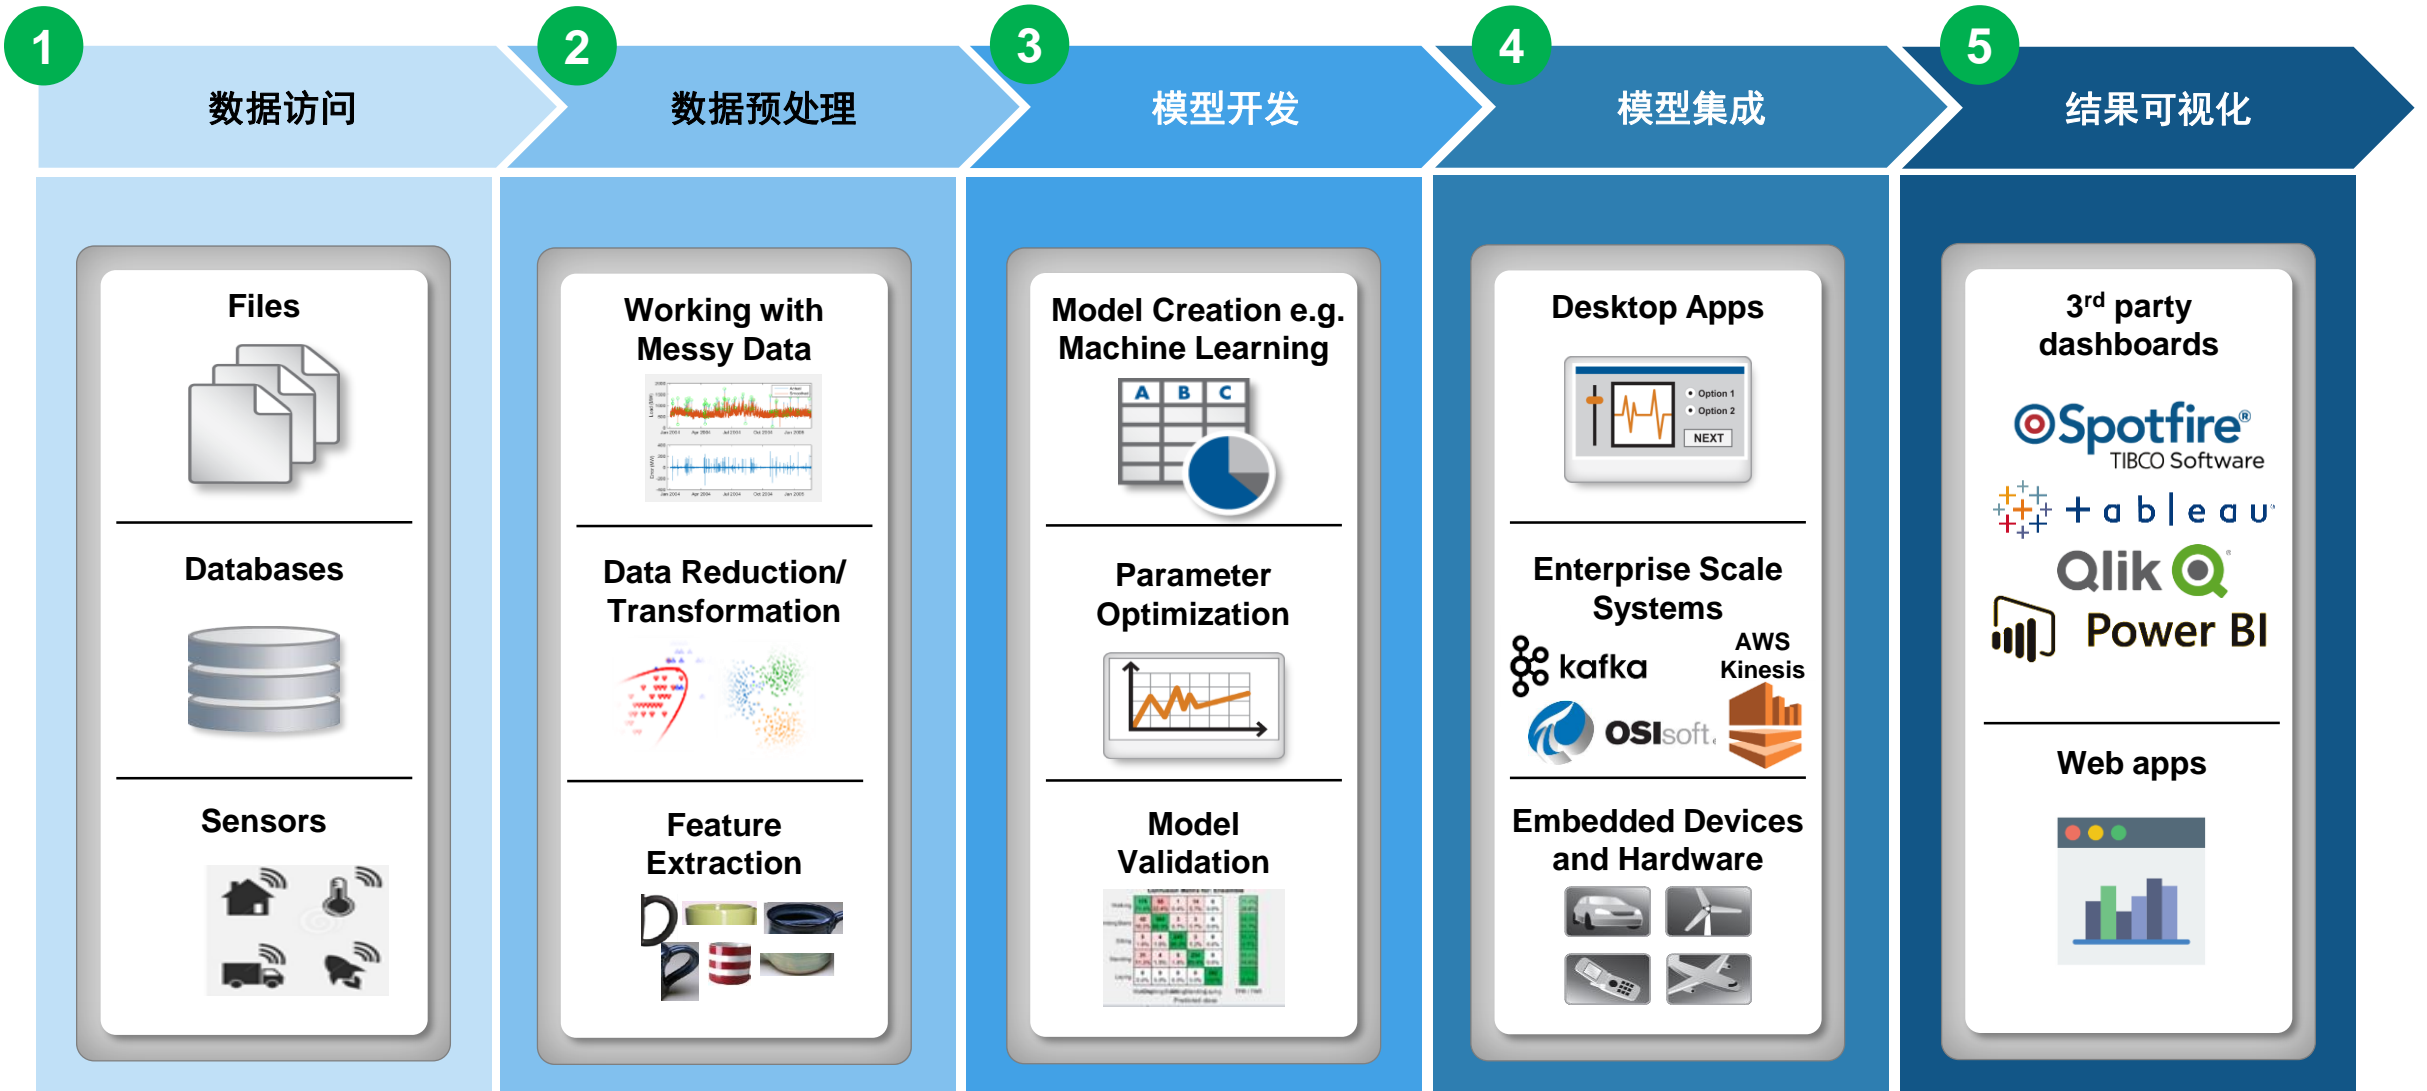 1
数据访问
2
数据预处理
3
模型开发
4
模型集成
5
结果可视化
Files
Databases
Sensors
Working with
Messy Data
Data Reduction/
Transformation
Feature
Extraction
Model Creation e.g.
Machine Learning
A B C
Parameter
Optimization
Model
Validation
Desktop Apps
Option 1
Option 2
NEXT
Enterprise Scale
Systems
kafka
AWS
Kinesis
OSIsoft.
Embedded Devices
and Hardware
3rd party
dashboards
Spotfire®
TIBCO Software
+ableau
Qlik
Power BI
Web apps